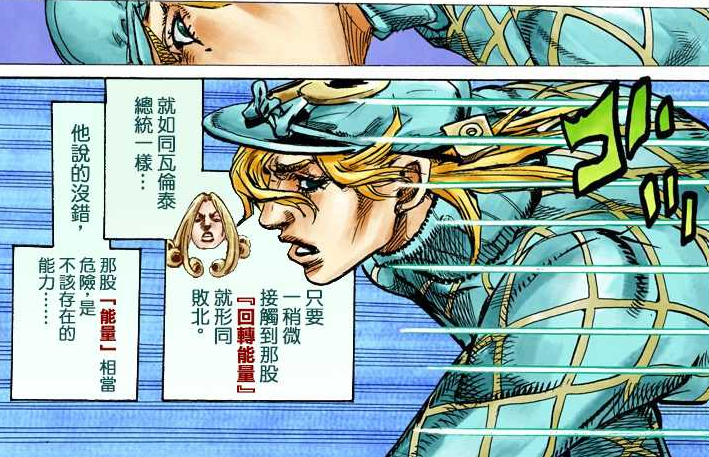 ゴゴゴ
就如同瓦倫泰
總統一樣…
只要
一稍微
接觸到那股
『回轉能量』
就形同
敗北。
他說的沒錯，
那股『能量』相當
危險，是
不該存在的
能力……